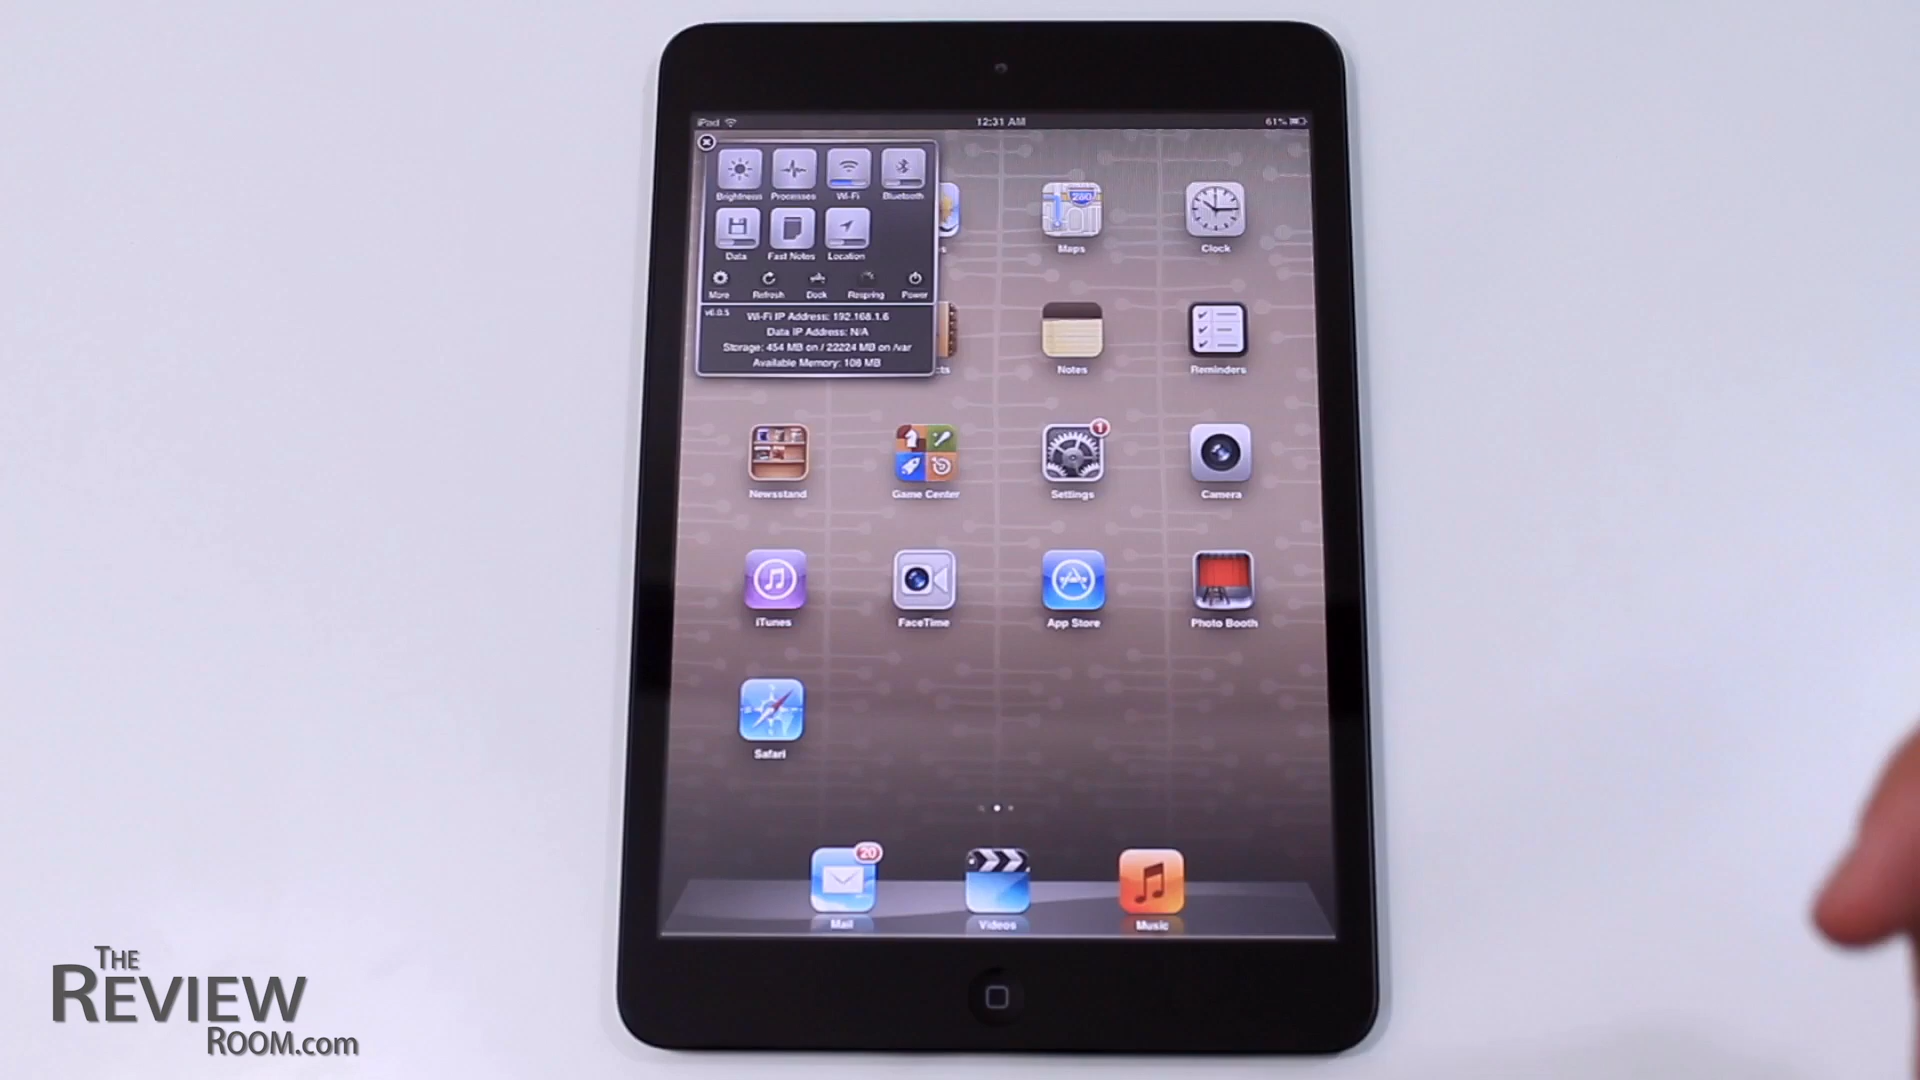 iPad 12:31 AM 61%
Brightness Processes Wi-Fi Bluetooth
Data Fast Notes Location
More Refresh Dock Respring Power
v6.0.5 Wi-Fi IP Address: 192.168.1.6
Data IP Address: N/A
Storage: 454 MB on / 22224 MB on /var
Available Memory: 108 MB
280
Maps Clock
Notes Reminders
1
Newsstand Game Center Settings Camera
iTunes FaceTime App Store Photo Booth
Safari
20
Mail Videos Music
THE
REVIEW
ROOM.com